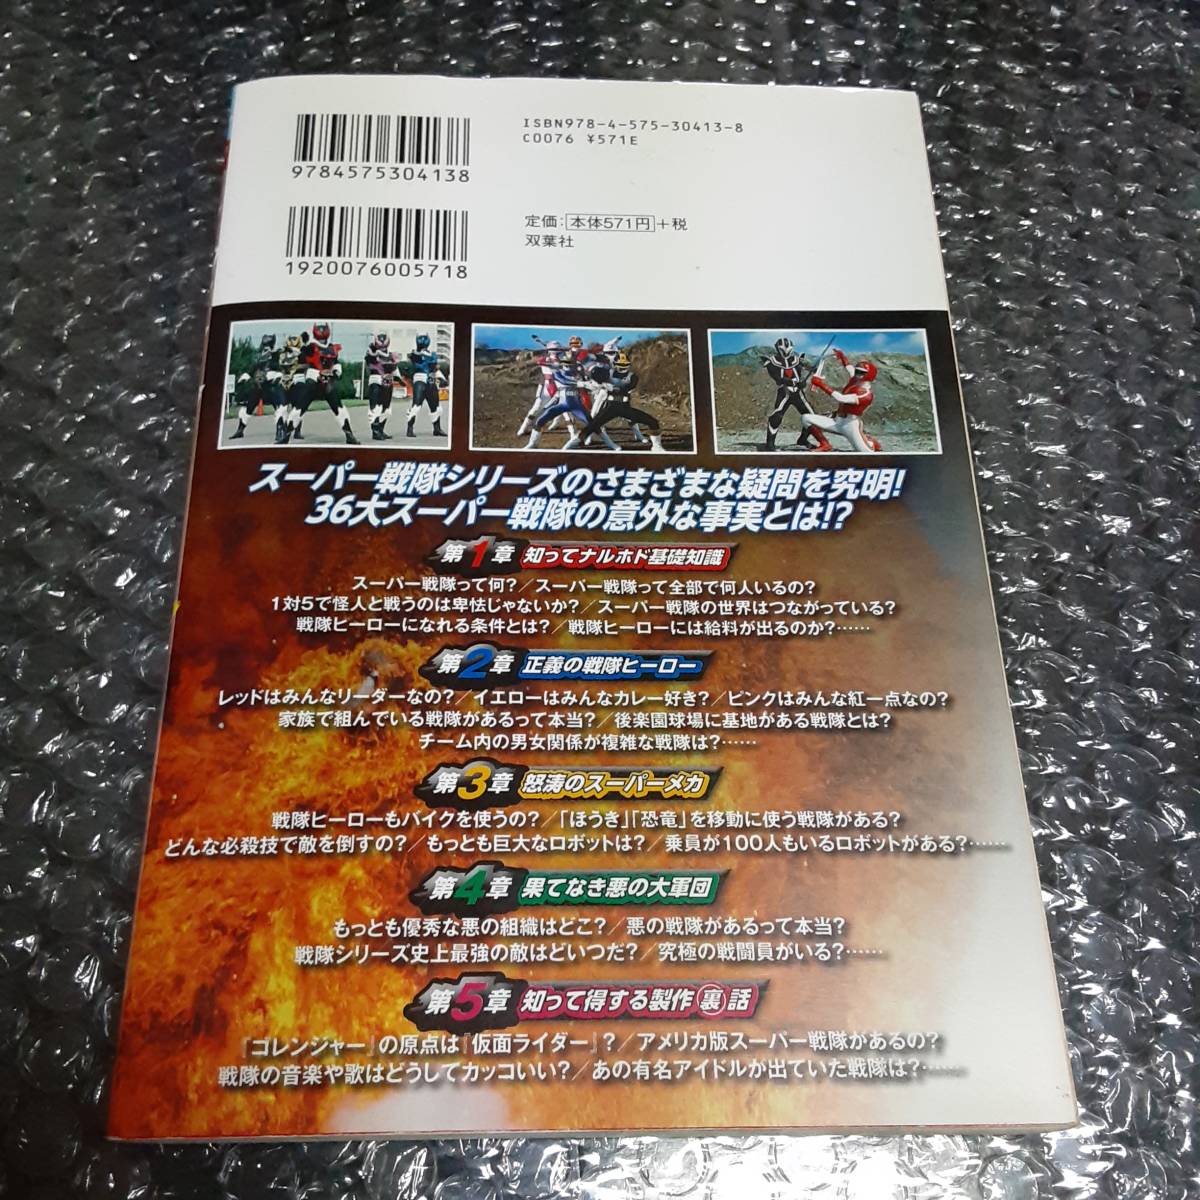 ISBN978-4-575-30413-8
C0076 ¥571E
9784575304138
定価：本体571円＋税
双葉社
1920076005718
スーパー戦隊シリーズのさまざまな疑問を究明！
36大スーパー戦隊の意外な事実とは!?
第1章 知ってナルホド基礎知識
スーパー戦隊って何？／スーパー戦隊って全部で何人いるの？
1対5で怪人と戦うのは卑怯じゃないか？／スーパー戦隊の世界はつながっている？
戦隊ヒーローになれる条件とは？／戦隊ヒーローには給料が出るのか？……
第2章 正義の戦隊ヒーロー
レッドはみんなリーダーなの？／イエローはみんなカレー好き？／ピンクはみんな紅一点なの？
家族で組んでいる戦隊があるって本当？／後楽園球場に基地がある戦隊とは？
チーム内の男女関係が複雑な戦隊は？……
第3章 怒涛のスーパーメカ
戦隊ヒーローもバイクを使うの？／「ほうき」「恐竜」を移動に使う戦隊がある？
どんな必殺技で敵を倒すの？／もっとも巨大なロボットは？／乗員が100人もいるロボットがある？……
第4章 果てなき悪の大軍団
もっとも優秀な悪の組織はどこ？／悪の戦隊があるって本当？
戦隊シリーズ史上最強の敵はどいつだ？／究極の戦闘員がいる？……
第5章 知って得する製作㊙裏話
『ゴレンジャー』の原点は『仮面ライダー』？／アメリカ版スーパー戦隊があるの？
戦隊の音楽や歌はどうしてカッコいい？／あの有名アイドルが出ていた戦隊は？……